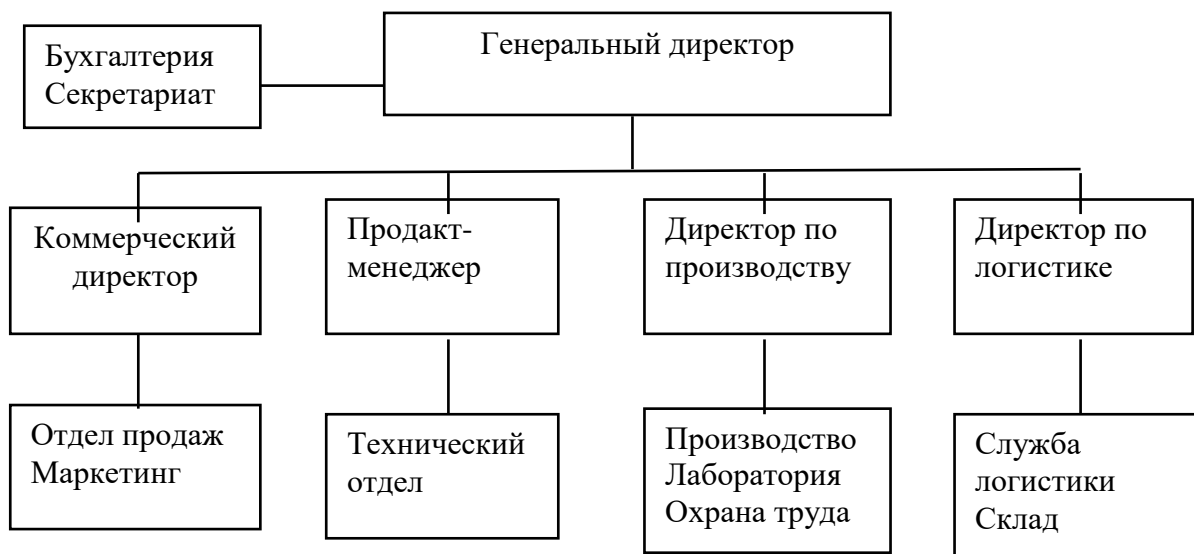 Бухгалтерия
Секретариат
Генеральный директор
Коммерческий
директор
Продакт-
менеджер
Директор по
производству
Директор по
логистике
Отдел продаж
Маркетинг
Технический
отдел
Производство
Лаборатория
Охрана труда
Служба
логистики
Склад